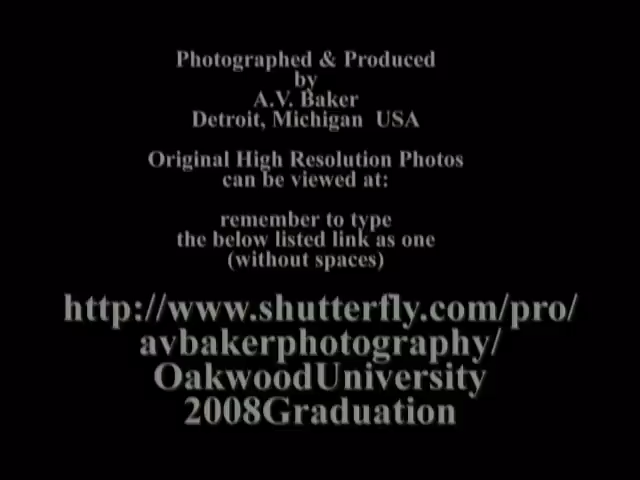 Photographed & Produced
by
A.V. Baker
Detroit, Michigan  USA
Original High Resolution Photos
can be viewed at:
remember to type
the below listed link as one
(without spaces)
http://www.shutterfly.com/pro/
avbakerphotography/
OakwoodUniversity
2008Graduation